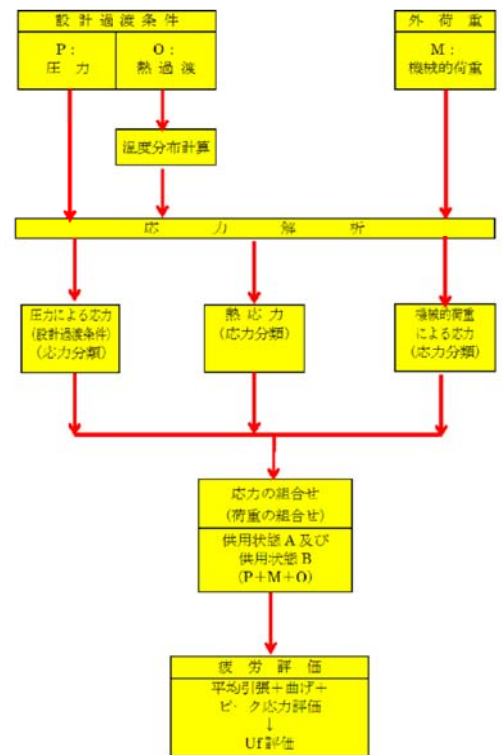 設計過渡条件
P：
圧力
O：
熱過渡
外荷重
M：
機械的荷重
温度分布計算
応力解析
圧力による応力
(設計過渡条件)
(応力分類)
熱応力
(応力分類)
機械的荷重
による応力
(応力分類)
応力の組合せ
(荷重の組合せ)
供用状態A及び
供用状態B
(P+M+O)
疲労評価
平均引張+曲げ+
ピーク応力評価
↓
Uf評価